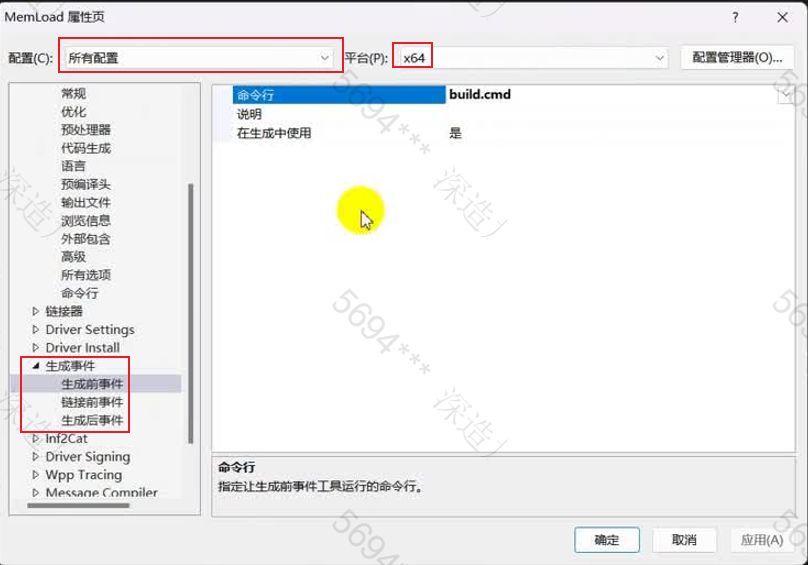 MemLoad 属性页
配置(C): 所有配置 平台(P): x64 配置管理器(O)...
常规
优化
预处理器
代码生成
语言
预编译头
输出文件
浏览信息
外部包含
高级
所有选项
命令行
链接器
Driver Settings
Driver Install
生成事件
生成前事件
链接前事件
生成后事件
Inf2Cat
Driver Signing
Wpp Tracing
Message Compiler
命令行 build.cmd
说明
在生成中使用 是
命令行
指定让生成前事件工具运行的命令行。
确定 取消 应用(A)
5694*** 深造
5694*** 深造